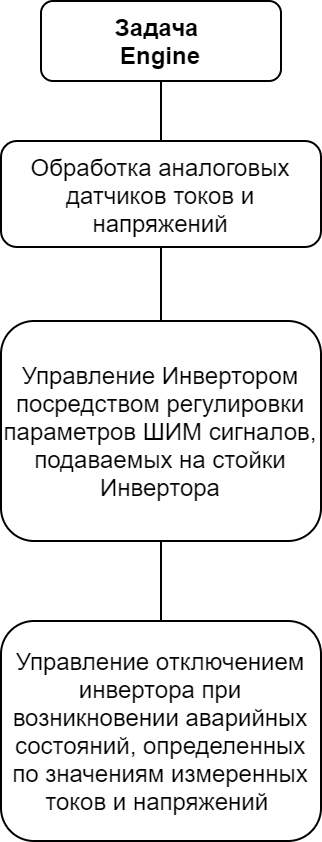 Задача
Engine
Обработка аналоговых
датчиков токов и
напряжений
Управление Инвертором
посредством регулировки
параметров ШИМ сигналов,
подаваемых на стойки
Инвертора
Управление отключением
инвертора при
возникновении аварийных
состояний, определенных
по значениям измеренных
токов и напряжений